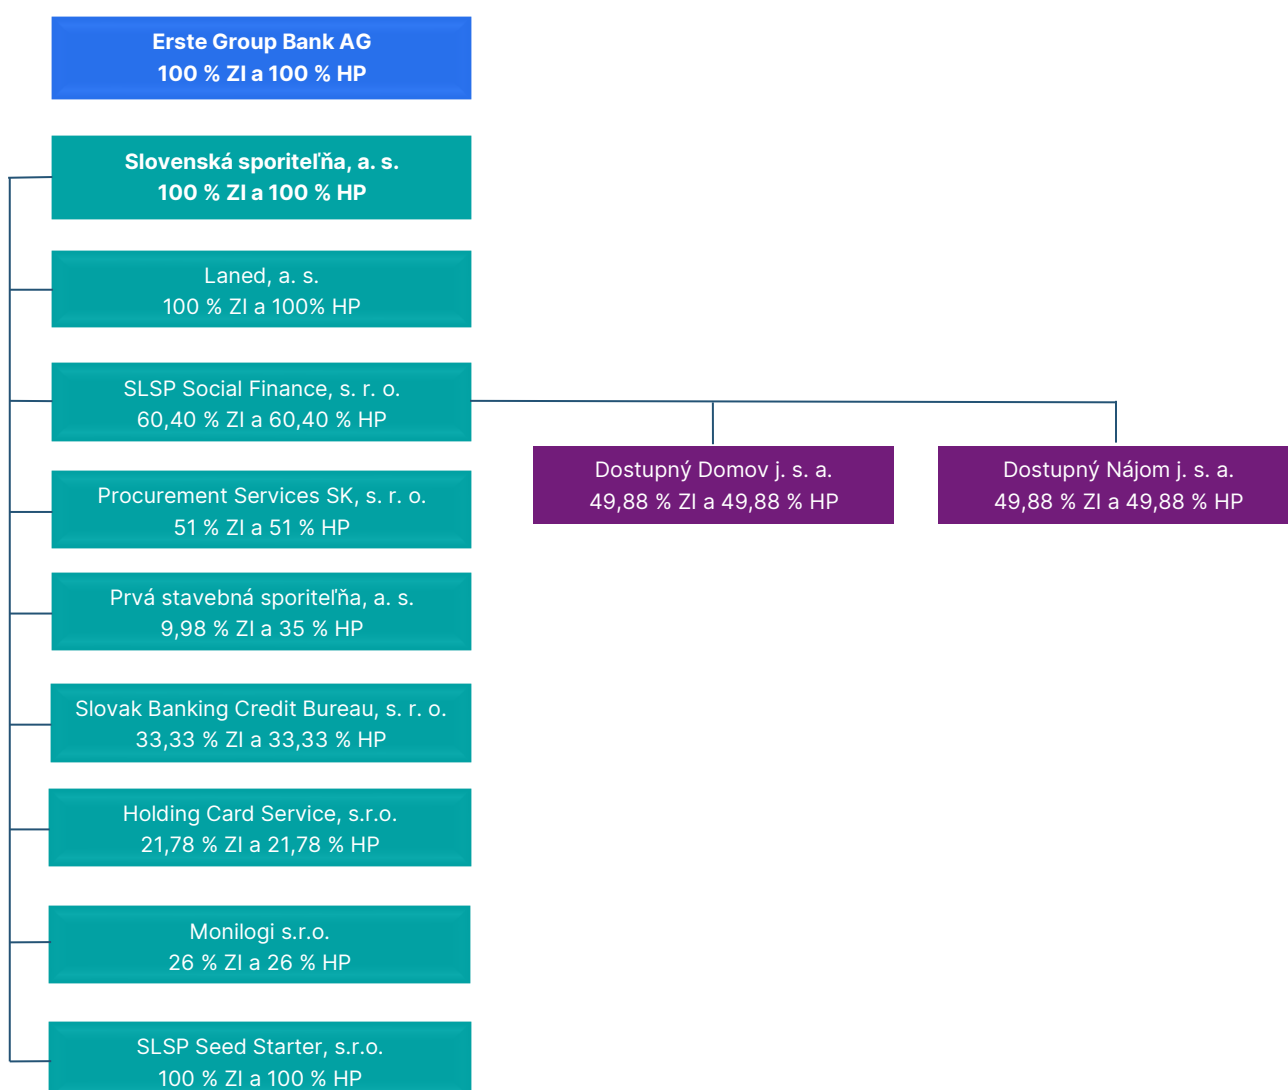 Erste Group Bank AG
100 % ZI a 100 % HP
Slovenská sporiteľňa, a. s.
100 % ZI a 100 % HP
Laned, a. s.
100 % ZI a 100% HP
SLSP Social Finance, s. r. o.
60,40 % ZI a 60,40 % HP
Dostupný Domov j. s. a.
49,88 % ZI a 49,88 % HP
Dostupný Nájom j. s. a.
49,88 % ZI a 49,88 % HP
Procurement Services SK, s. r. o.
51 % ZI a 51 % HP
Prvá stavebná sporiteľňa, a. s.
9,98 % ZI a 35 % HP
Slovak Banking Credit Bureau, s. r. o.
33,33 % ZI a 33,33 % HP
Holding Card Service, s.r.o.
21,78 % ZI a 21,78 % HP
Monilogi s.r.o.
26 % ZI a 26 % HP
SLSP Seed Starter, s.r.o.
100 % ZI a 100 % HP